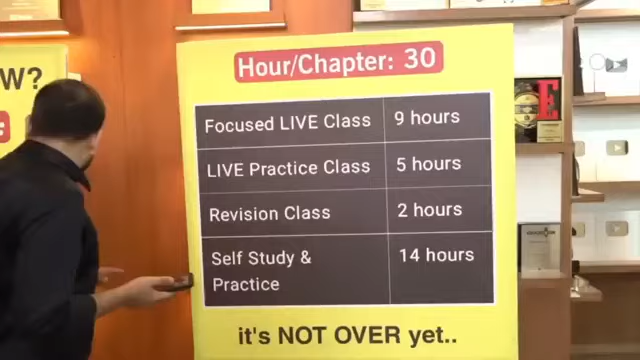 W?
Hour/Chapter: 30
Focused LIVE Class 9 hours
LIVE Practice Class 5 hours
Revision Class 2 hours
Self Study & 14 hours
Practice
it's NOT OVER yet..